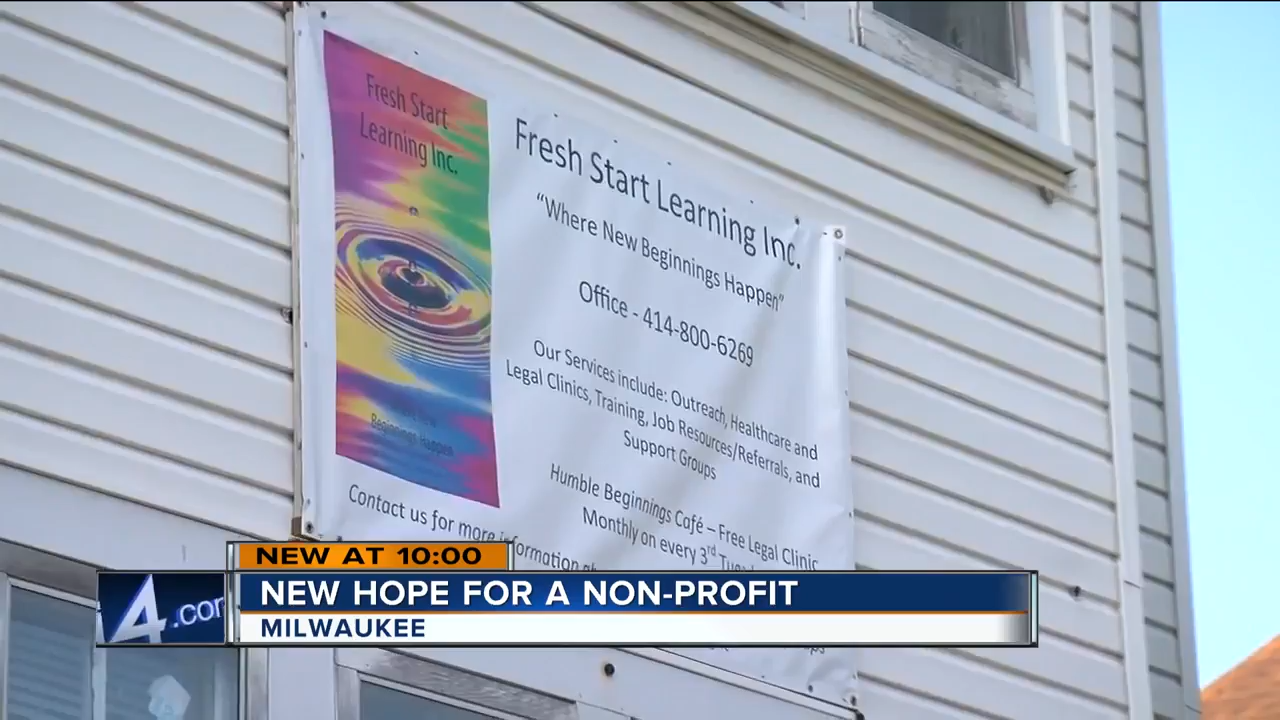 Fresh Start
Learning Inc.
Beginnings Happen
Fresh Start Learning Inc.
“Where New Beginnings Happen”
Office - 414-800-6269
Our Services include: Outreach, Healthcare and
Legal Clinics, Training, Job Resources/Referrals, and
Support Groups
Humble Beginnings Café – Free Legal Clinic
Monthly on every 3rd
Contact us for more information
NEW AT 10:00
4.com
NEW HOPE FOR A NON-PROFIT
MILWAUKEE